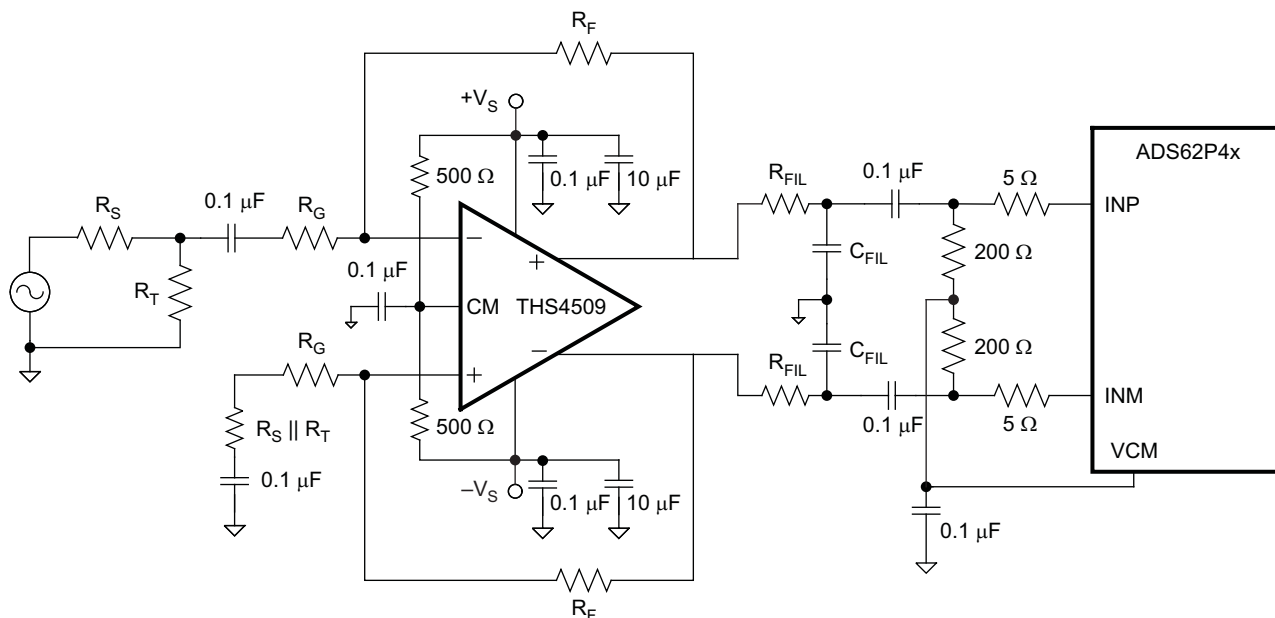 R_F
+V_S
ADS62P4x
500 Ω
0.1 μF
10 μF
R_FIL
0.1 μF
5 Ω
R_S
0.1 μF
R_G
INP
−
+
C_FIL
200 Ω
R_T
0.1 μF
CM
THS4509
R_G
−
+
C_FIL
200 Ω
R_FIL
INM
R_S || R_T
500 Ω
0.1 μF
5 Ω
VCM
0.1 μF
–V_S
0.1 μF
10 μF
0.1 μF
R_F